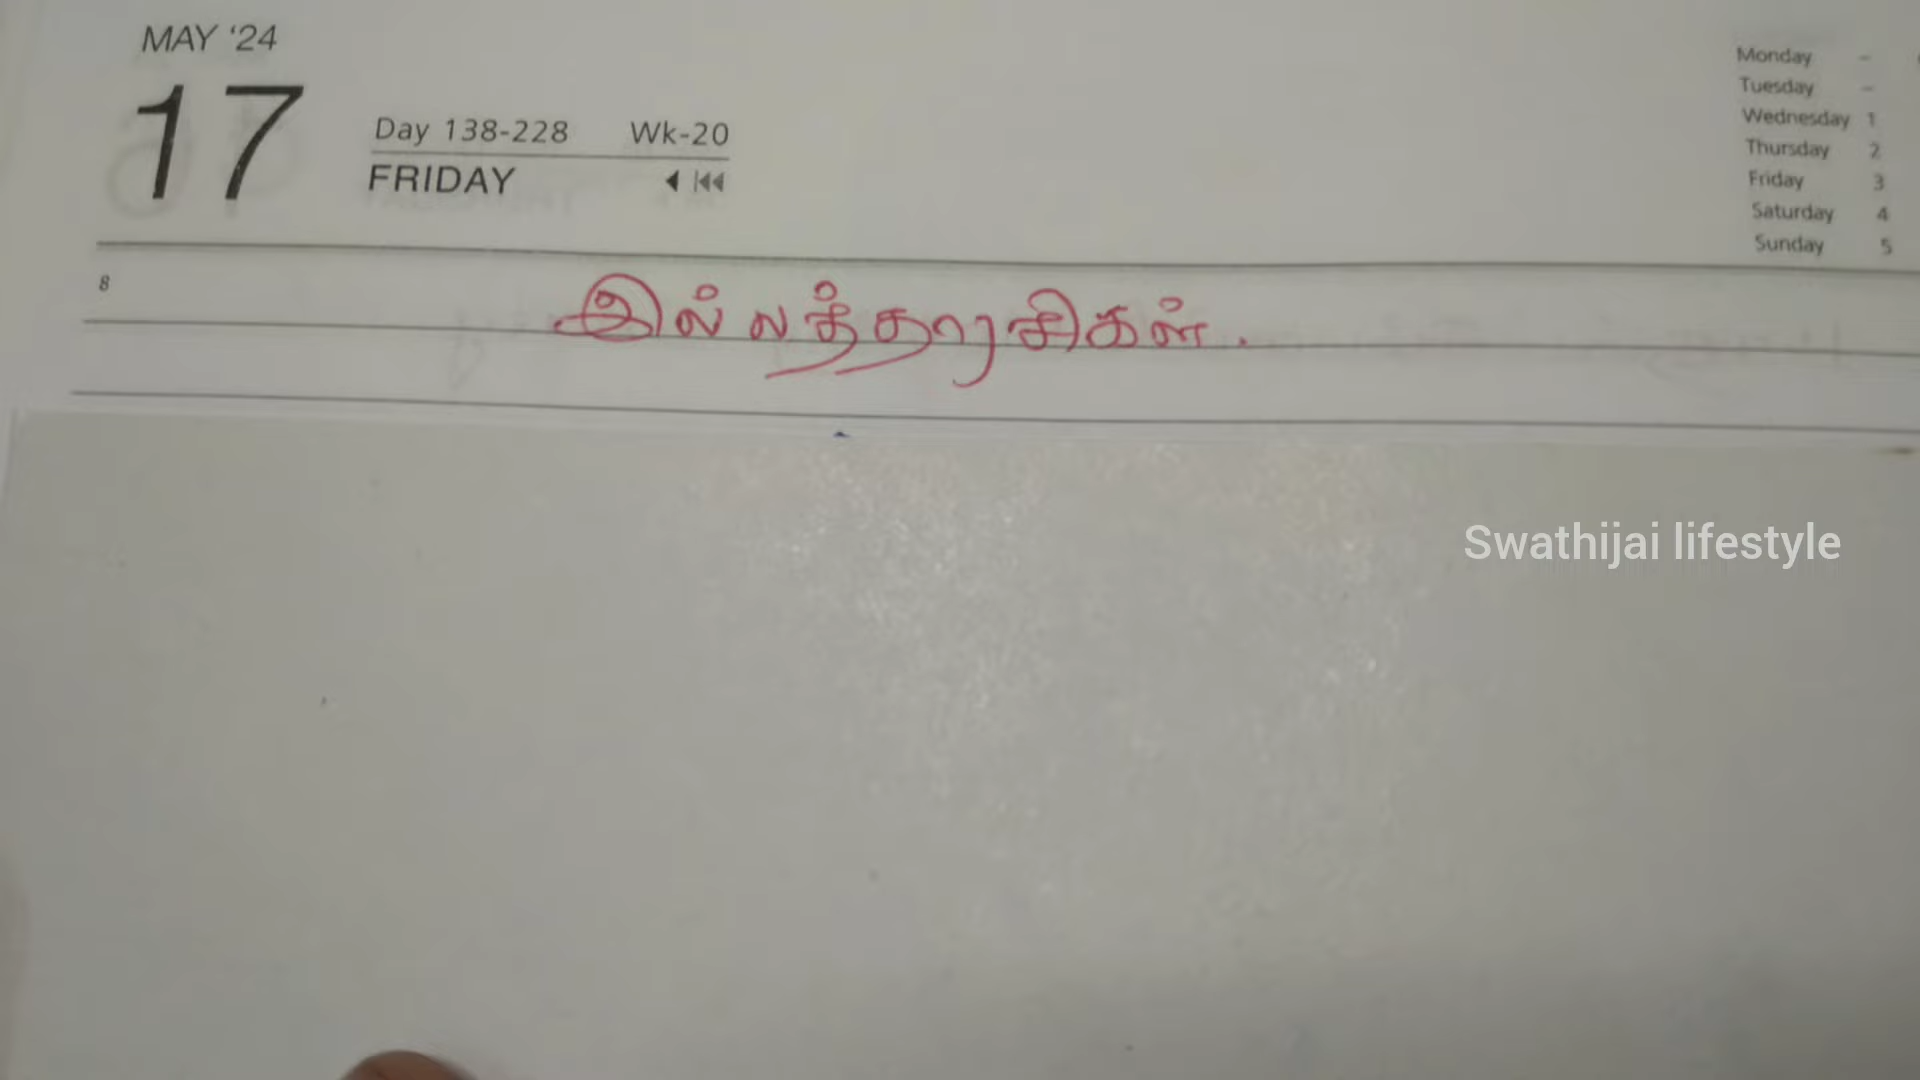 MAY ‘24
17
Day 138-228 Wk-20
FRIDAY
Monday -
Tuesday -
Wednesday 1
Thursday 2
Friday 3
Saturday 4
Sunday 5
8
இல்லத்தாரசிகள்.
Swathijai lifestyle